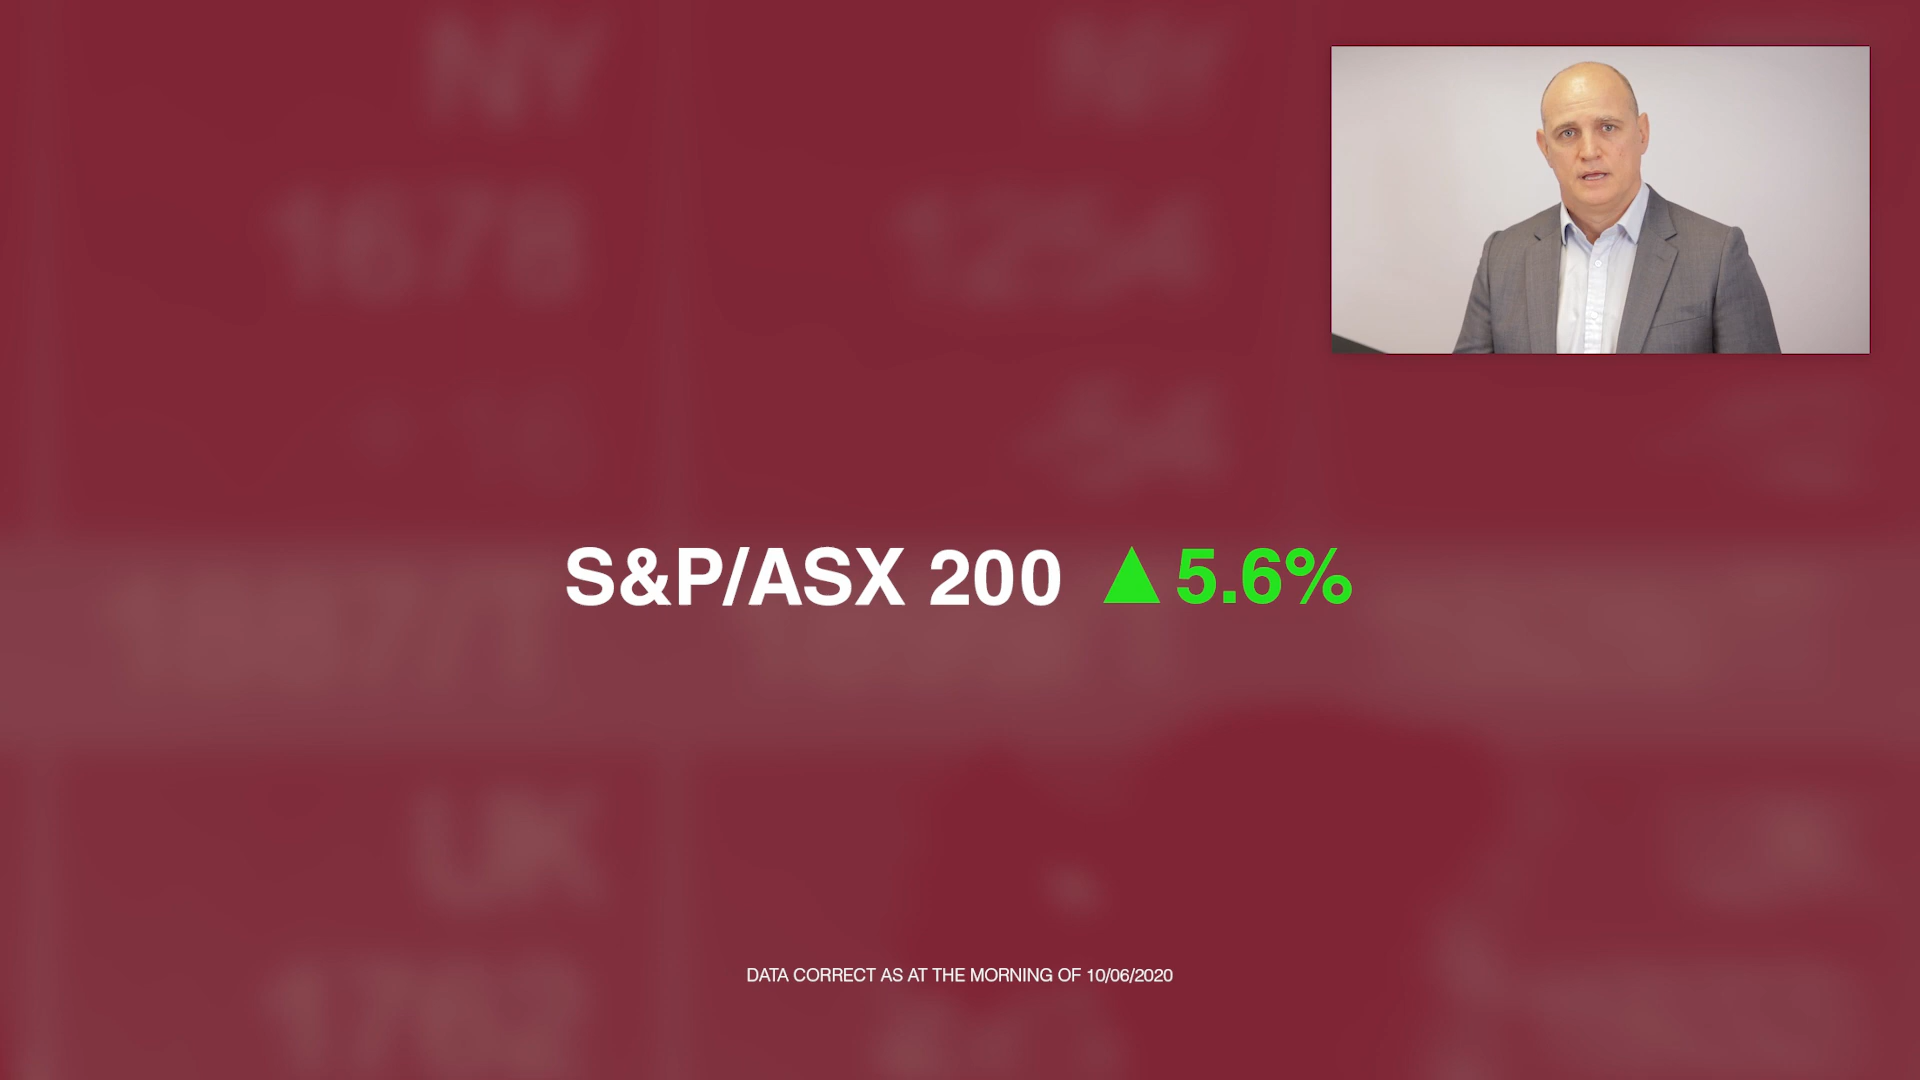 S&P/ASX 200 ▲5.6%
DATA CORRECT AS AT THE MORNING OF 10/06/2020